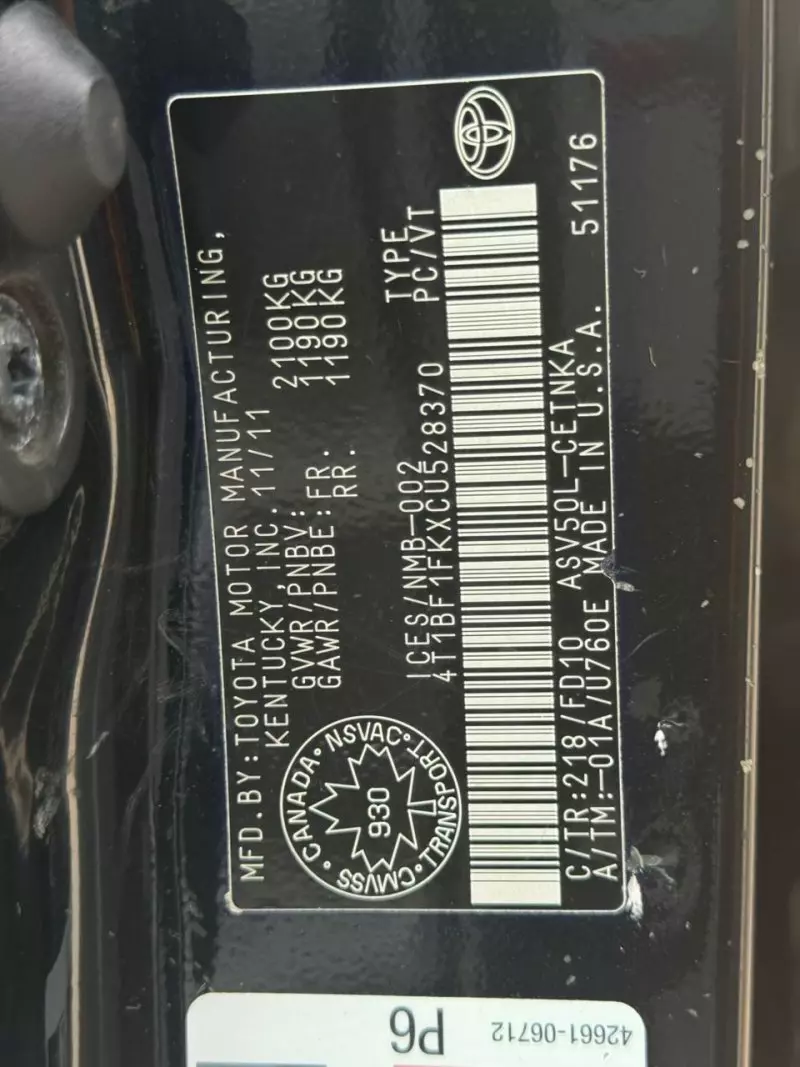 MFD.BY:TOYOTA MOTOR MANUFACTURING,
KENTUCKY,INC. 11/11
GVWR/PNBV: 2100KG
GAWR/PNBE:FR. 1190KG
RR. 1190KG
CANADA • NSVAC • TRANSPORT • CMVSS •
930
ICES/NMB-002 TYPE
4T1BF1FKXCU528370 PC/VT
C/TR:218/FD10 ASV50L-CETNKA
A/TM:-01A/U760E MADE IN U.S.A. 51176
P6
42661-06712